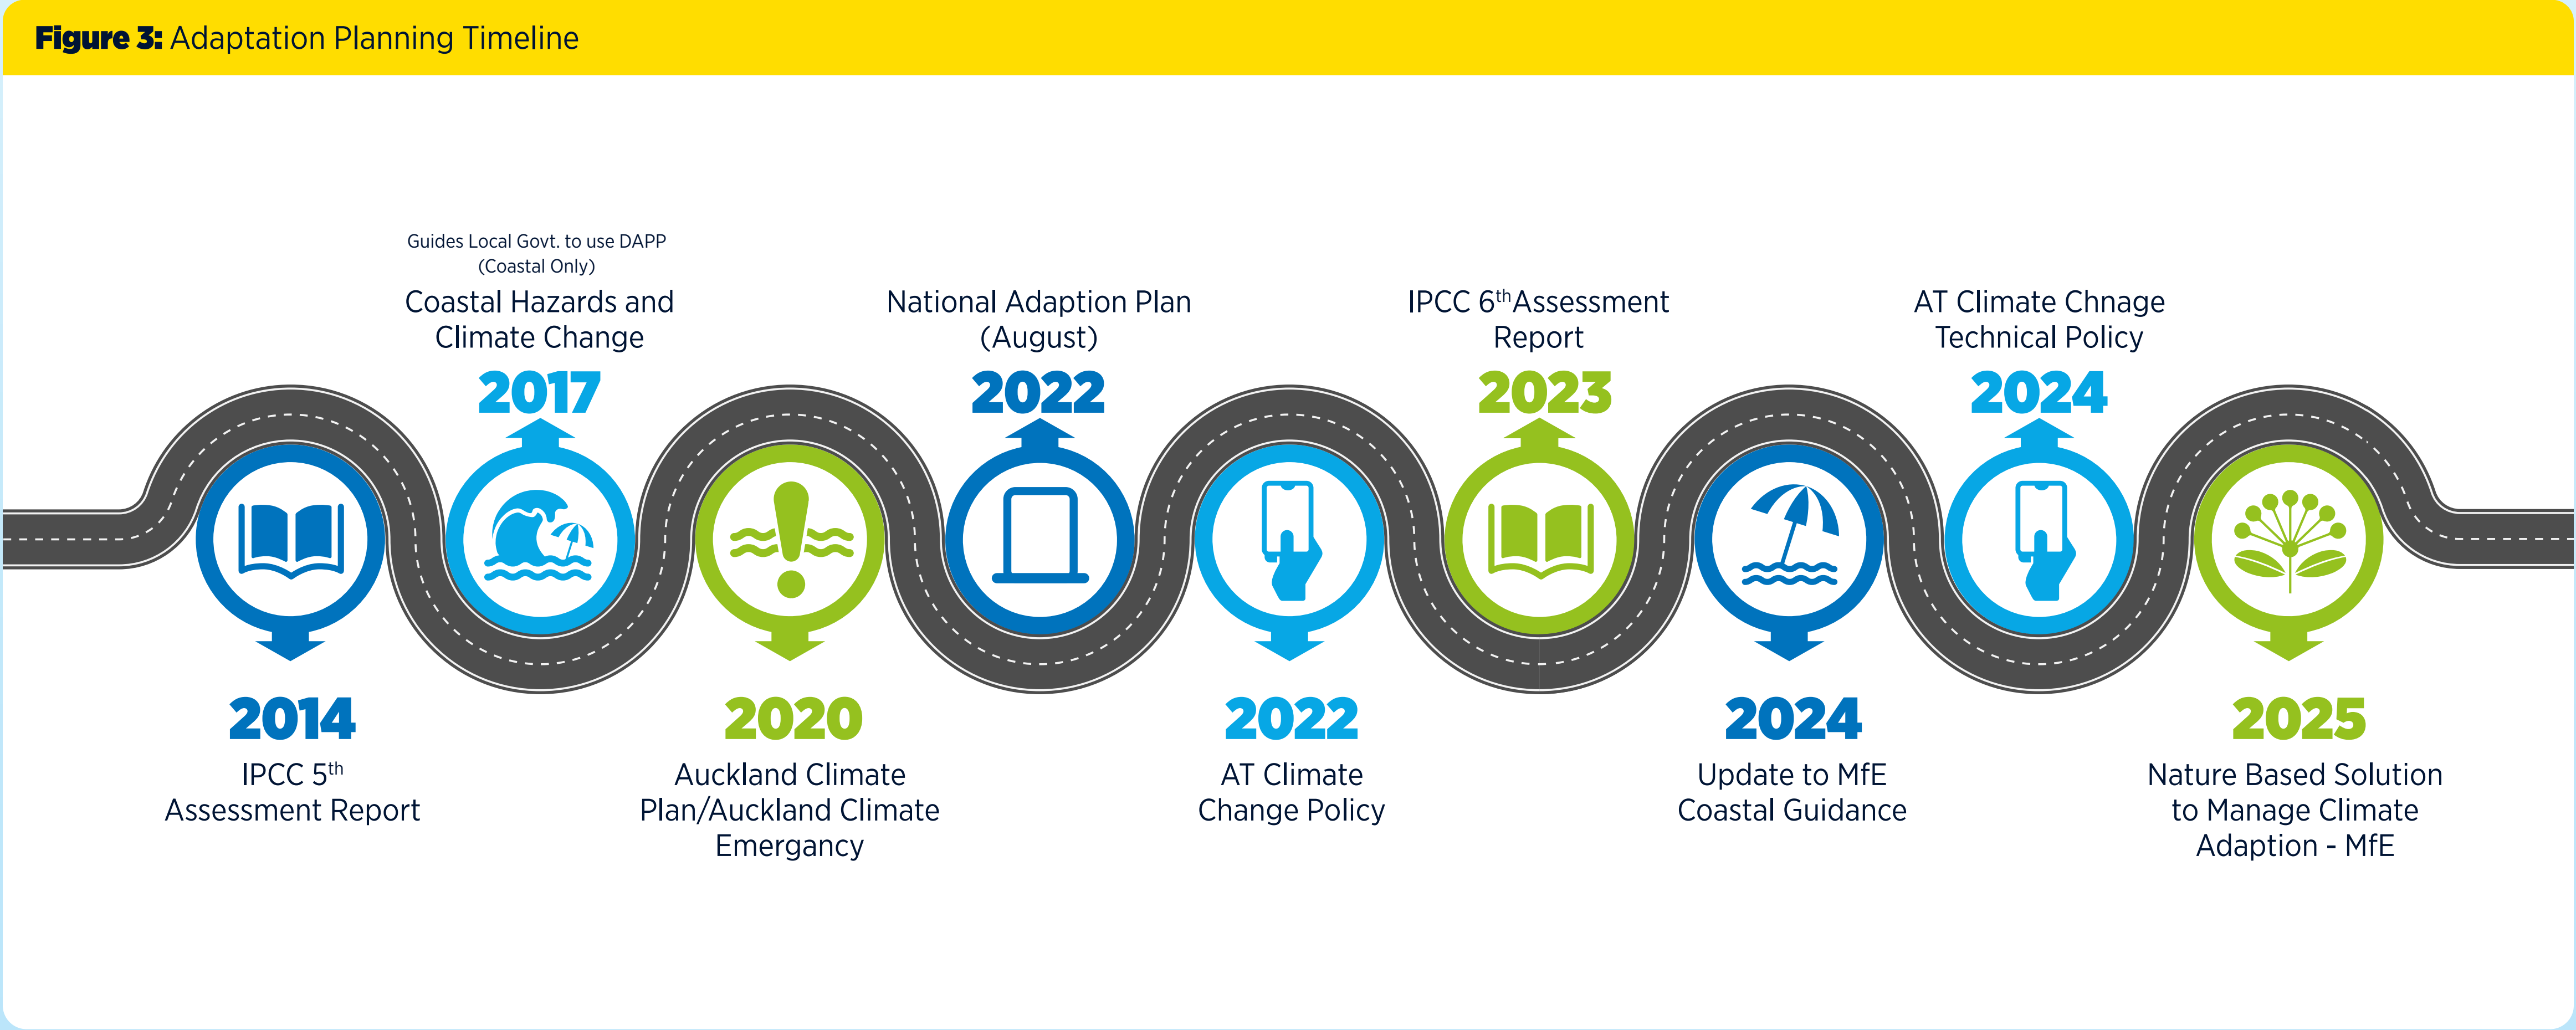 Figure 3: Adaptation Planning Timeline
2014
IPCC 5th
Assessment Report
Guides Local Govt. to use DAPP
(Coastal Only)
Coastal Hazards and
Climate Change
2017
2020
Auckland Climate
Plan/Auckland Climate
Emergancy
National Adaption Plan
(August)
2022
2022
AT Climate
Change Policy
IPCC 6th Assessment
Report
2023
2024
Update to MfE
Coastal Guidance
AT Climate Chnage
Technical Policy
2024
2025
Nature Based Solution
to Manage Climate
Adaption - MfE